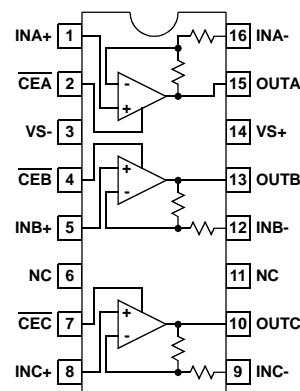 INA+ 1 16 INA-
CEA 2 15 OUTA
VS- 3 14 VS+
CEB 4 13 OUTB
INB+ 5 12 INB-
NC 6 11 NC
CEC 7 10 OUTC
INC+ 8 9 INC-
-
+
+
-
+
-